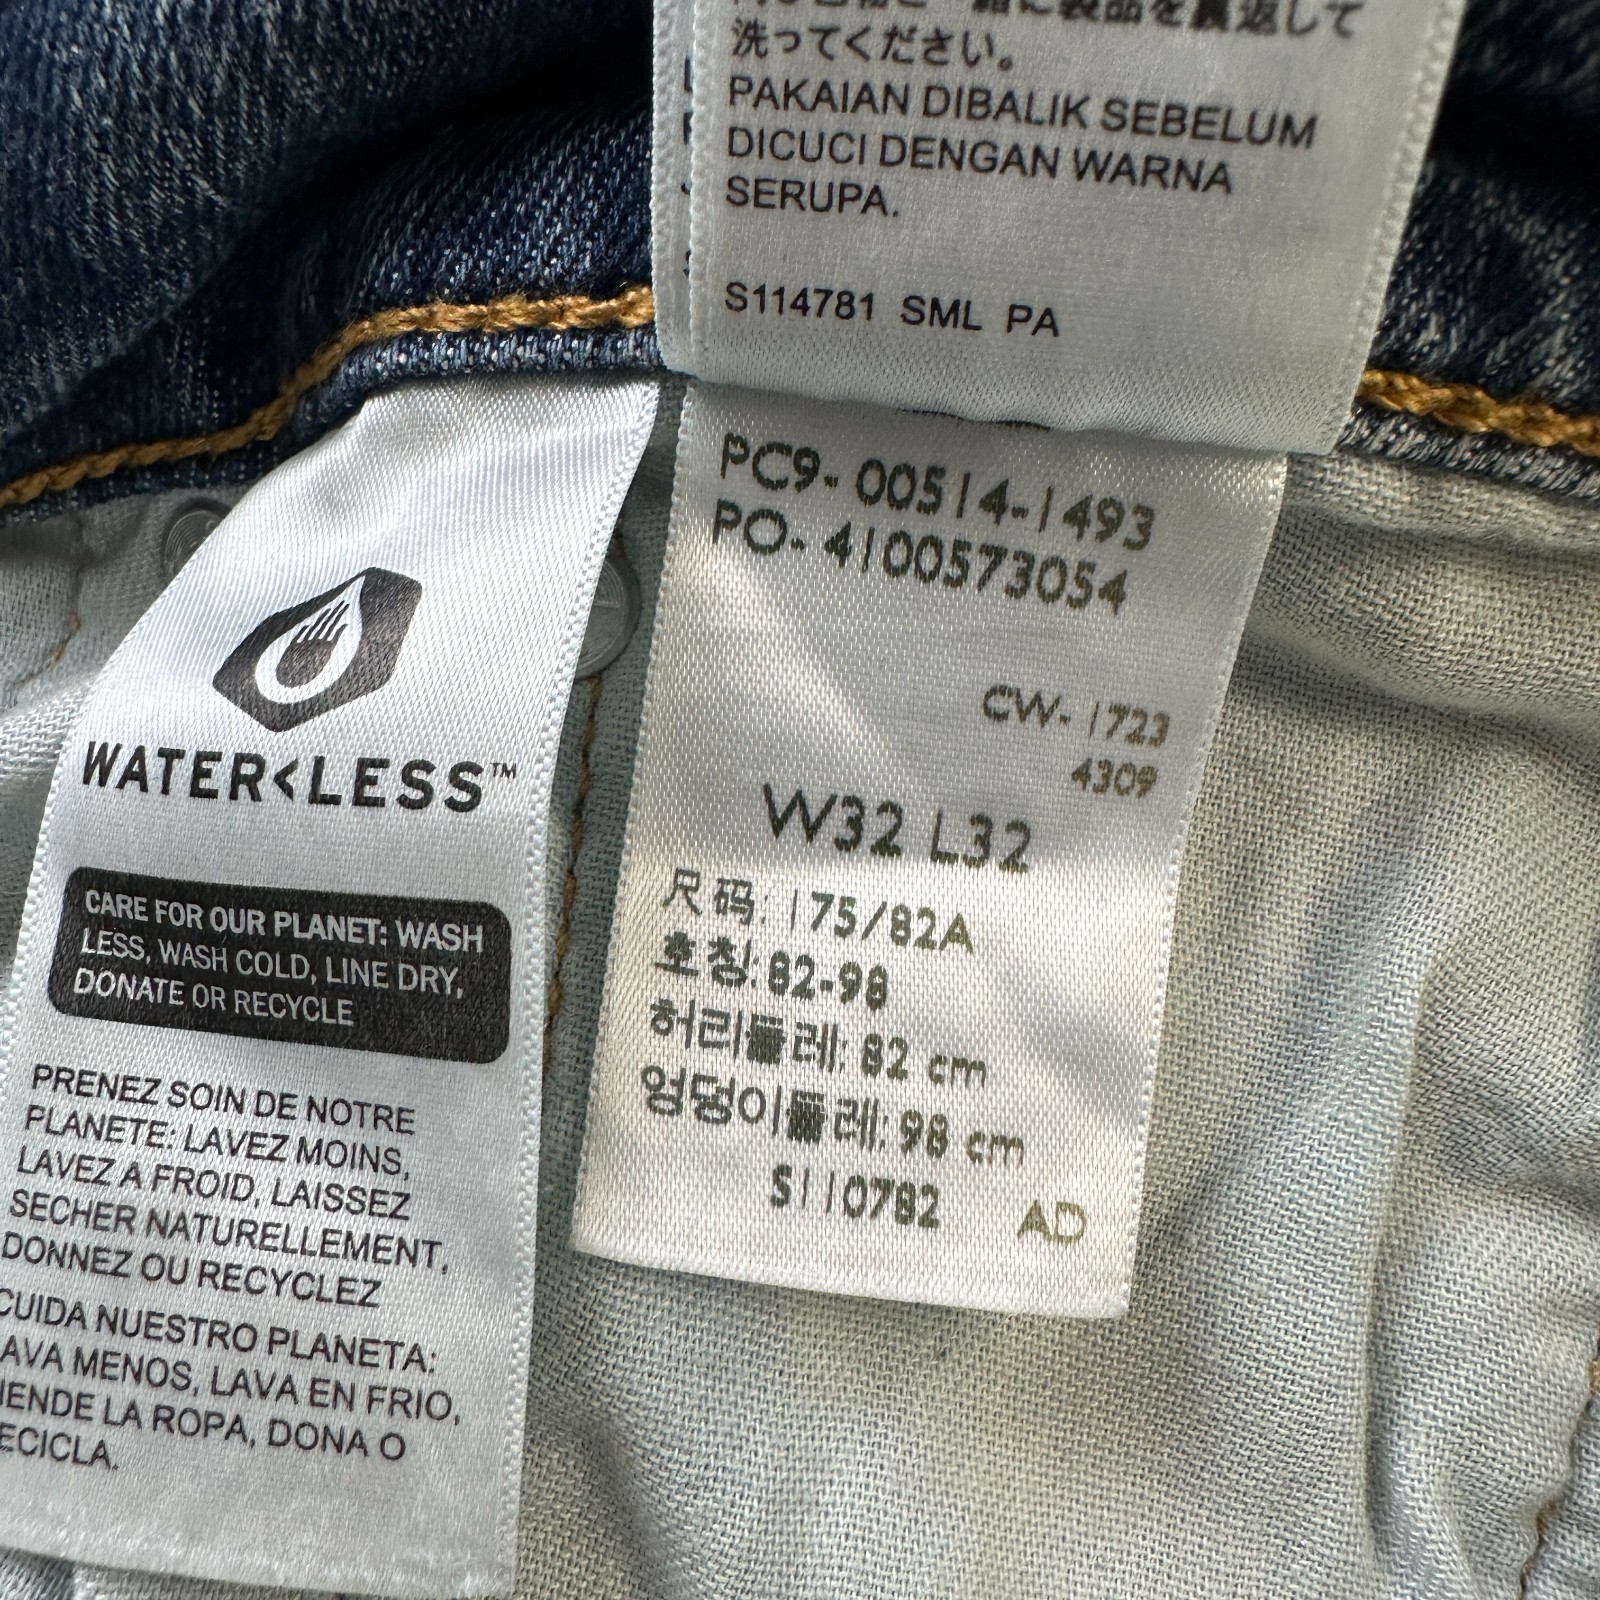 洗ってください。
PAKAIAN DIBALIK SEBELUM
DICUCI DENGAN WARNA
SERUPA.
S114781 SML PA
WATER<LESS™
CARE FOR OUR PLANET: WASH
LESS, WASH COLD, LINE DRY,
DONATE OR RECYCLE
PRENEZ SOIN DE NOTRE
PLANETE: LAVEZ MOINS,
LAVEZ A FROID, LAISSEZ
SECHER NATURELLEMENT,
DONNEZ OU RECYCLEZ
CUIDA NUESTRO PLANETA:
LAVA MENOS, LAVA EN FRIO,
LA ROPA, DONA O
PC9-00514-1493
PO-4100573054
CW-1723
4309
W32 L32
尺码: 175/82A
호칭:82-98
허리둘레: 82 cm
엉덩이둘레: 98 cm
S110782 AD